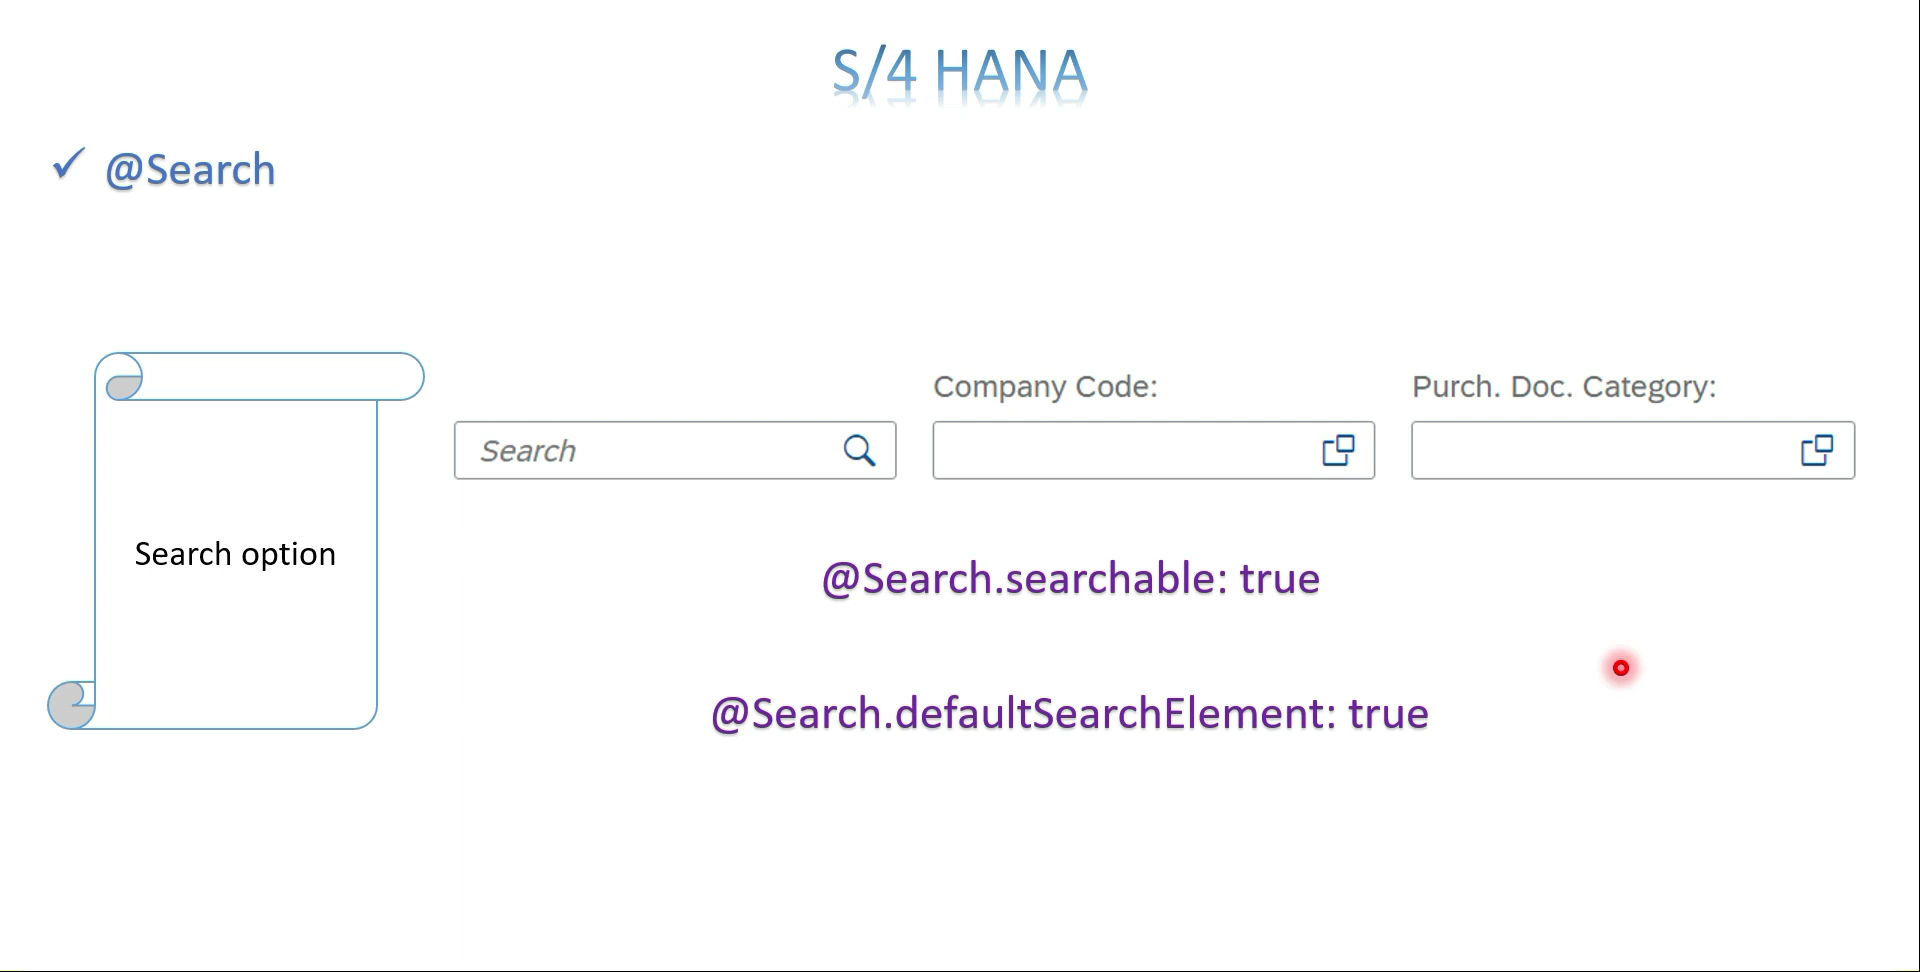 S/4 HANA
@Search
Search option
Company Code:
Purch. Doc. Category:
Search
@Search.searchable: true
@Search.defaultSearchElement: true